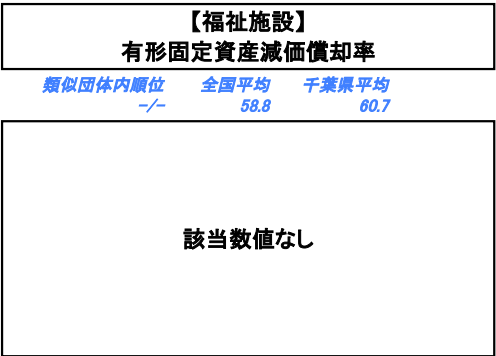 【福祉施設】
有形固定資産減価償却率
類似団体内順位 全国平均 千葉県平均
-/- 58.8 60.7
該当数値なし